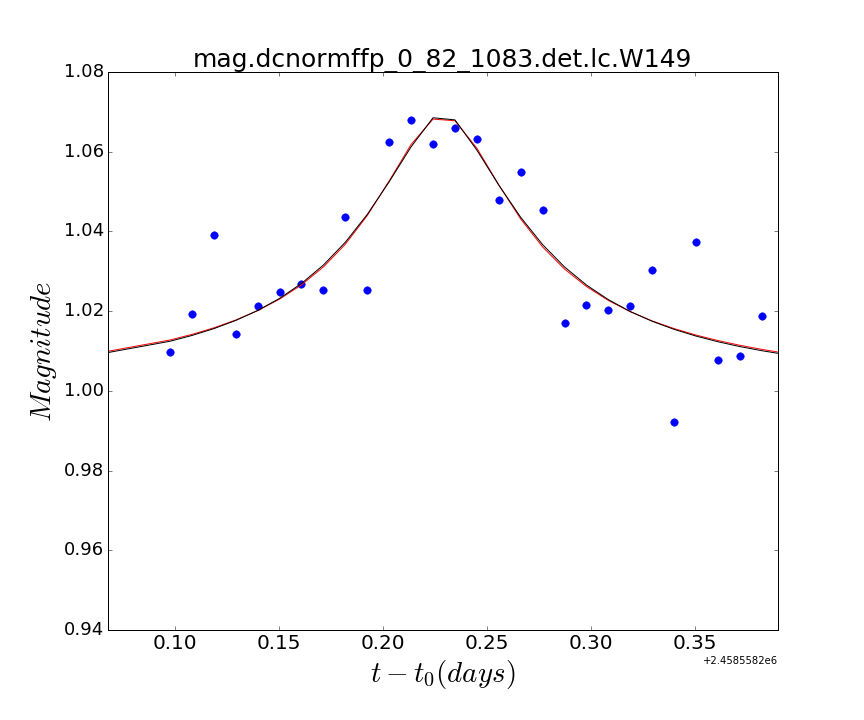 mag.dcnormffp_0_82_1083.det.lc.W149
1.08
1.06
1.04
1.02
1.00
0.98
0.96
0.94
Magnitude
0.10 0.15 0.20 0.25 0.30 0.35
+2.4585582e6
t − t₀(days)